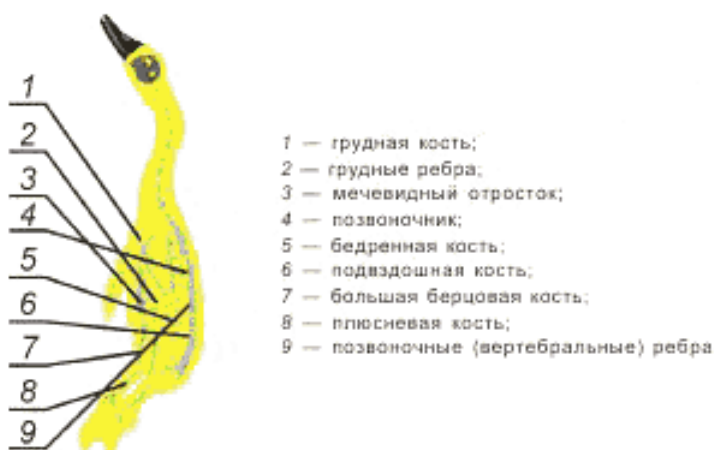 1
2
3
4
5
6
7
8
9
1 — грудная кость;
2 — грудные ребра;
3 — мечевидный отросток;
4 — позвоночник;
5 — бедренная кость;
6 — подвздошная кость;
7 — большая берцовая кость;
8 — плюсневая кость;
9 — позвоночные (вертебральные) ребра